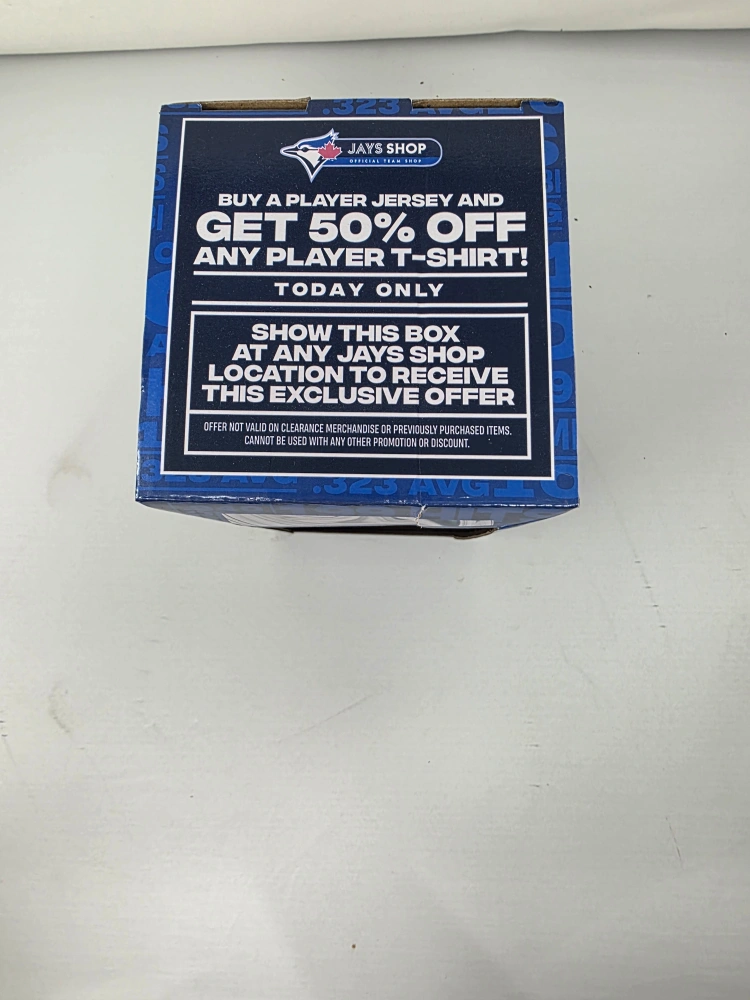 .323 AVG
JAYS SHOP
OFFICIAL TEAM SHOP
BUY A PLAYER JERSEY AND
GET 50% OFF
ANY PLAYER T-SHIRT!
TODAY ONLY
SHOW THIS BOX
AT ANY JAYS SHOP
LOCATION TO RECEIVE
THIS EXCLUSIVE OFFER
OFFER NOT VALID ON CLEARANCE MERCHANDISE OR PREVIOUSLY PURCHASED ITEMS.
CANNOT BE USED WITH ANY OTHER PROMOTION OR DISCOUNT.
.323 AVG